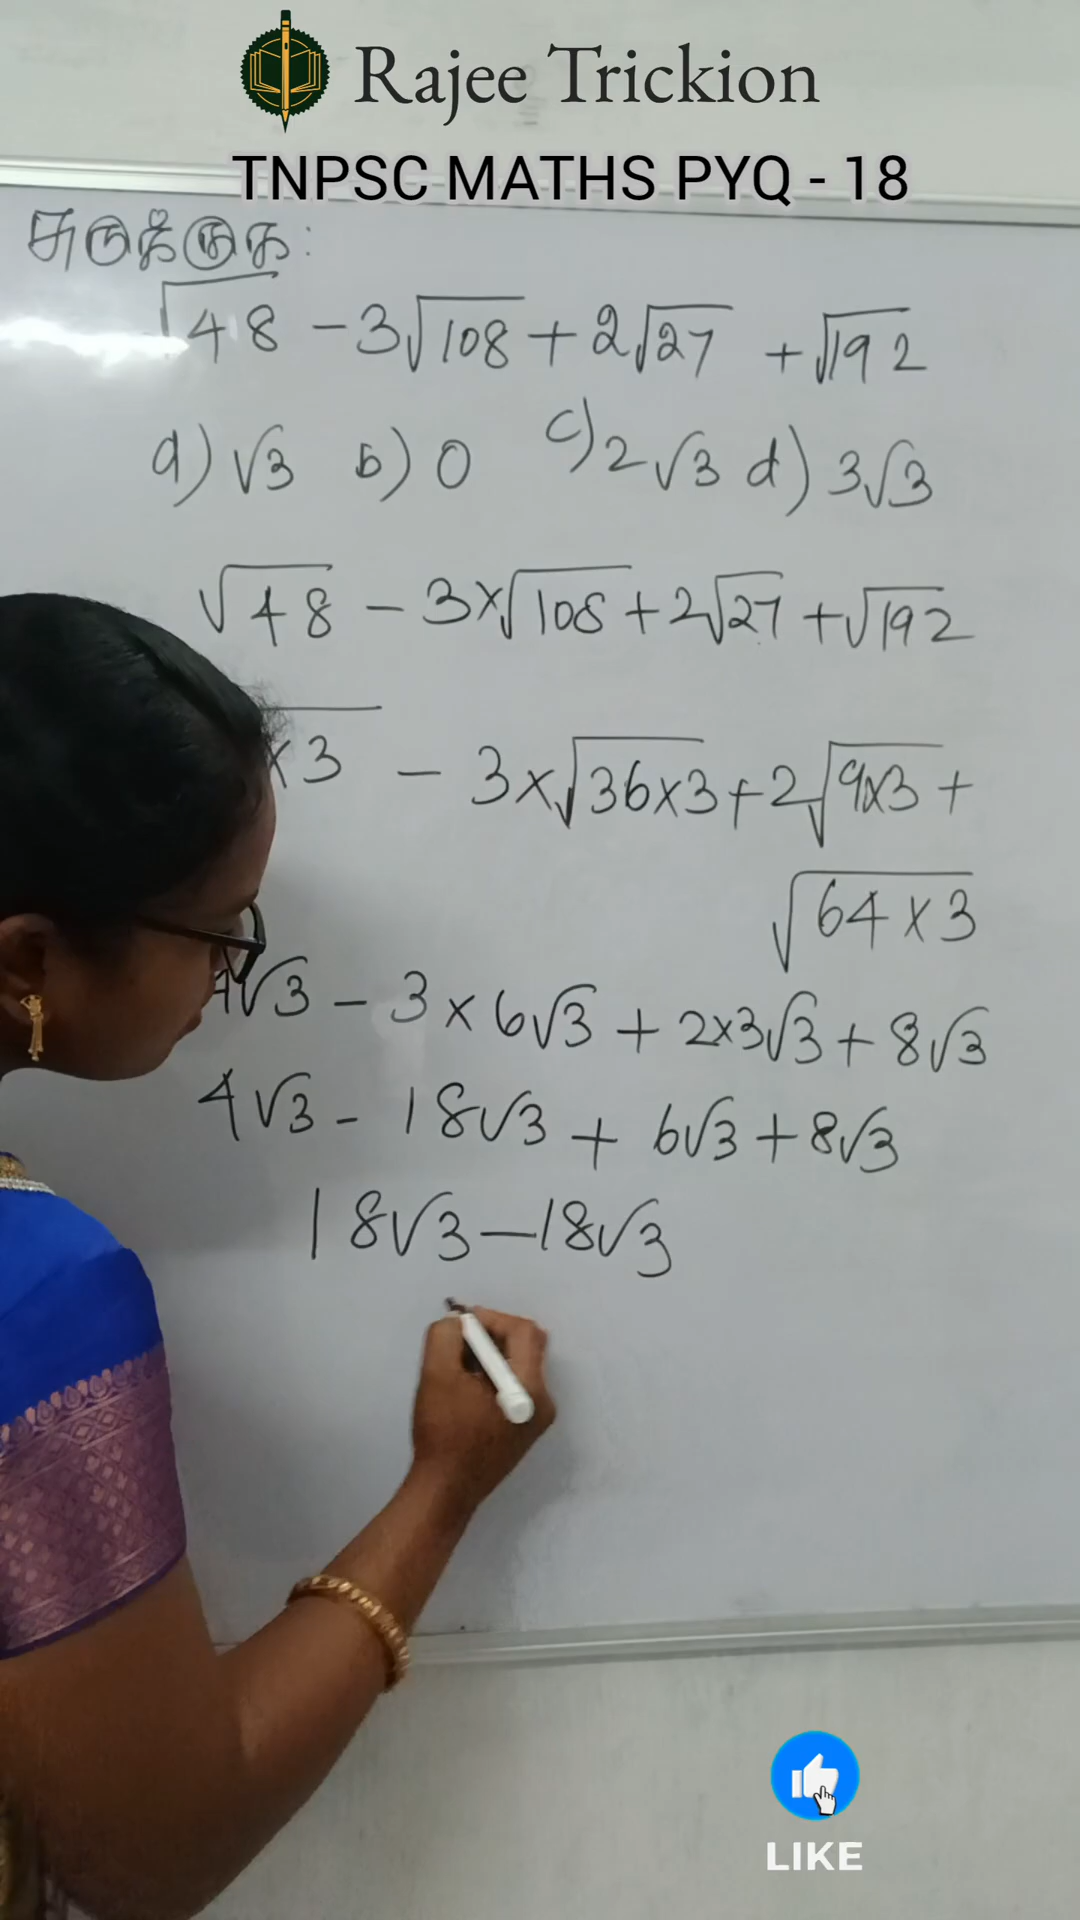 Rajee Trickion
TNPSC MATHS PYQ - 18
சுருக்குக:
√48 - 3√108 + 2√27 + √192
a) √3 b) 0 c) 2√3 d) 3√3
√48 - 3×√108 + 2√27 + √192
×3 - 3×√36×3 + 2√9×3 +
√64×3
4√3 - 3×6√3 + 2×3√3 + 8√3
4√3 - 18√3 + 6√3 + 8√3
18√3 - 18√3
LIKE